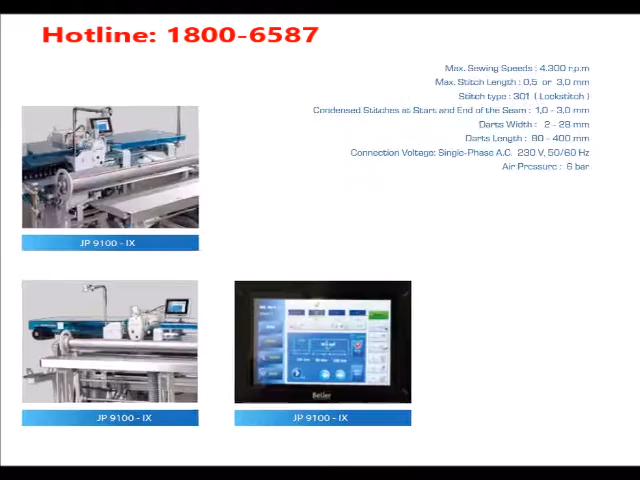 Hotline: 1800-6587
Max. Sewing Speeds : 4.300 r.p.m
Max. Stitch Length : 0,5 or 3,0 mm
Stitch type : 301 ( Lockstitch )
Condensed Stitches at Start and End of the Seam : 1,0 - 3,0 mm
Darts Width : 2 - 28 mm
Darts Length : 80 - 400 mm
Connection Voltage: Single-Phase A.C. 230 V, 50/60 Hz
Air Pressure : 6 bar
JP 9100 - IX
JP 9100 - IX
JP 9100 - IX